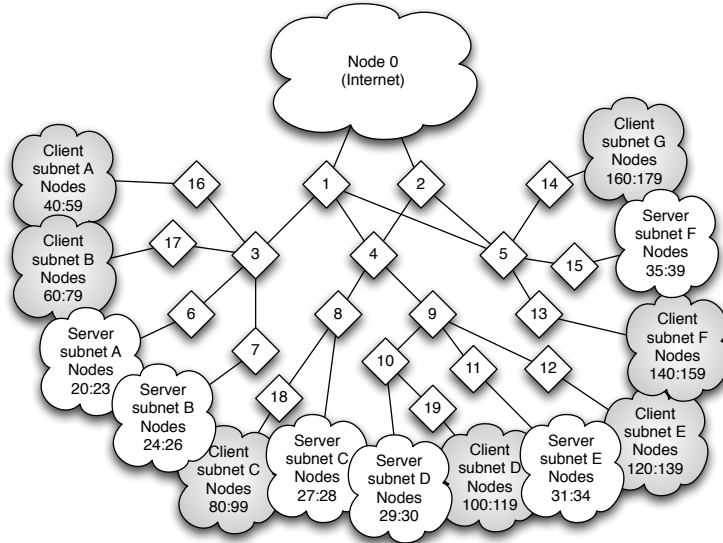 Node 0
(Internet)
Client
subnet A
Nodes
40:59
16
1
2
14
Client
subnet G
Nodes
160:179
Client
subnet B
Nodes
60:79
17
3
4
5
15
Server
subnet F
Nodes
35:39
Server
subnet A
Nodes
20:23
6
8
9
13
Client
subnet F
Nodes
140:159
Server
subnet B
Nodes
24:26
7
10
11
12
18
19
Client
subnet C
Nodes
80:99
Server
subnet C
Nodes
27:28
Server
subnet D
Nodes
29:30
Client
subnet D
Nodes
100:119
Server
subnet E
Nodes
31:34
Client
subnet E
Nodes
120:139